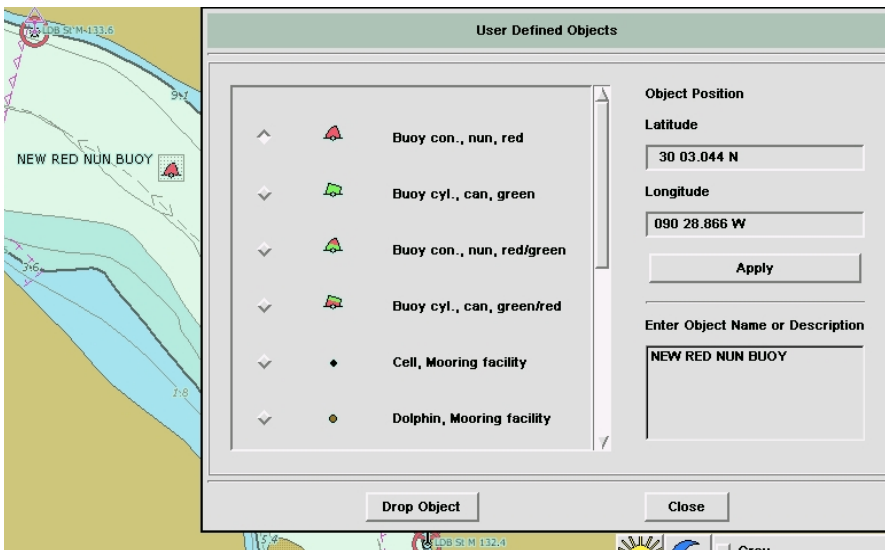 LDB St M 133.6
User Defined Objects
9·1
NEW RED NUN BUOY
3·6
1·8
Buoy con., nun, red
Buoy cyl., can, green
Buoy con., nun, red/green
Buoy cyl., can, green/red
Cell, Mooring facility
Dolphin, Mooring facility
Object Position
Latitude
30 03.044 N
Longitude
090 28.866 W
Apply
Enter Object Name or Description
NEW RED NUN BUOY
Drop Object
Close
5·4
LDB St M 132.4